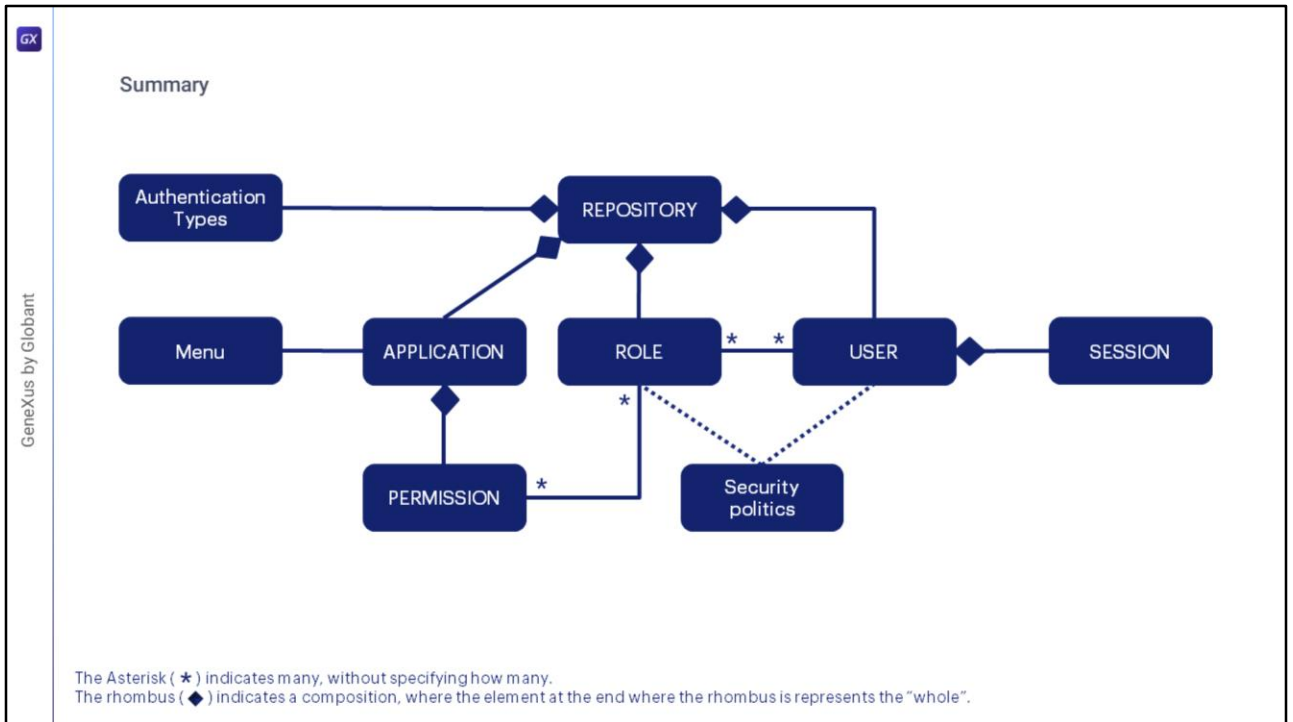 GX
Summary
Authentication
Types
REPOSITORY
Menu
APPLICATION
ROLE
* *
USER
SESSION
*
PERMISSION
*
Security
politics
GeneXus by Globant
The Asterisk ( * ) indicates many, without specifying how many.
The rhombus ( ◆ ) indicates a composition, where the element at the end where the rhombus is represents the “whole”.